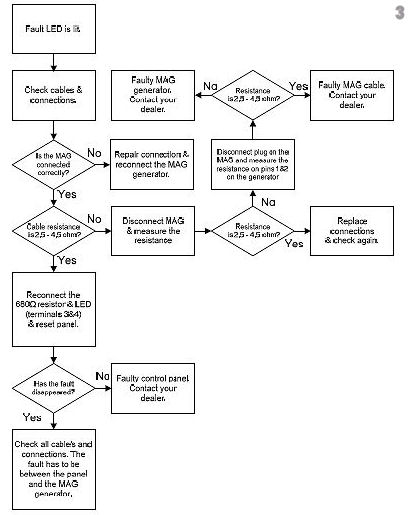 3
Fault LED is lit.
Check cables &
connections.
Is the MAG
connected
correctly?
No
Repair connection &
reconnect the MAG
generator.
Yes
Cable resistance
is 2,5 - 4,5 ohm?
No
Disconnect MAG
& measure the
resistance
Resistance
is 2,5 - 4,5 ohm?
Yes
Replace
connections
& check again.
No
Disconnect plug on the
MAG and measure the
resistance on pins 1&2
on the generator
Resistance
is 2,5 - 4,5 ohm?
No
Faulty MAG
generator.
Contact your
dealer.
Yes
Faulty MAG cable.
Contact your
dealer.
Yes
Reconnect the
680Ω resistor & LED
(terminals 3&4)
& reset panel.
Has the fault
disappeared?
No
Faulty control panel.
Contact your
dealer.
Yes
Check all cable's and
connections. The
fault has to be
between the panel
and the MAG
generator.